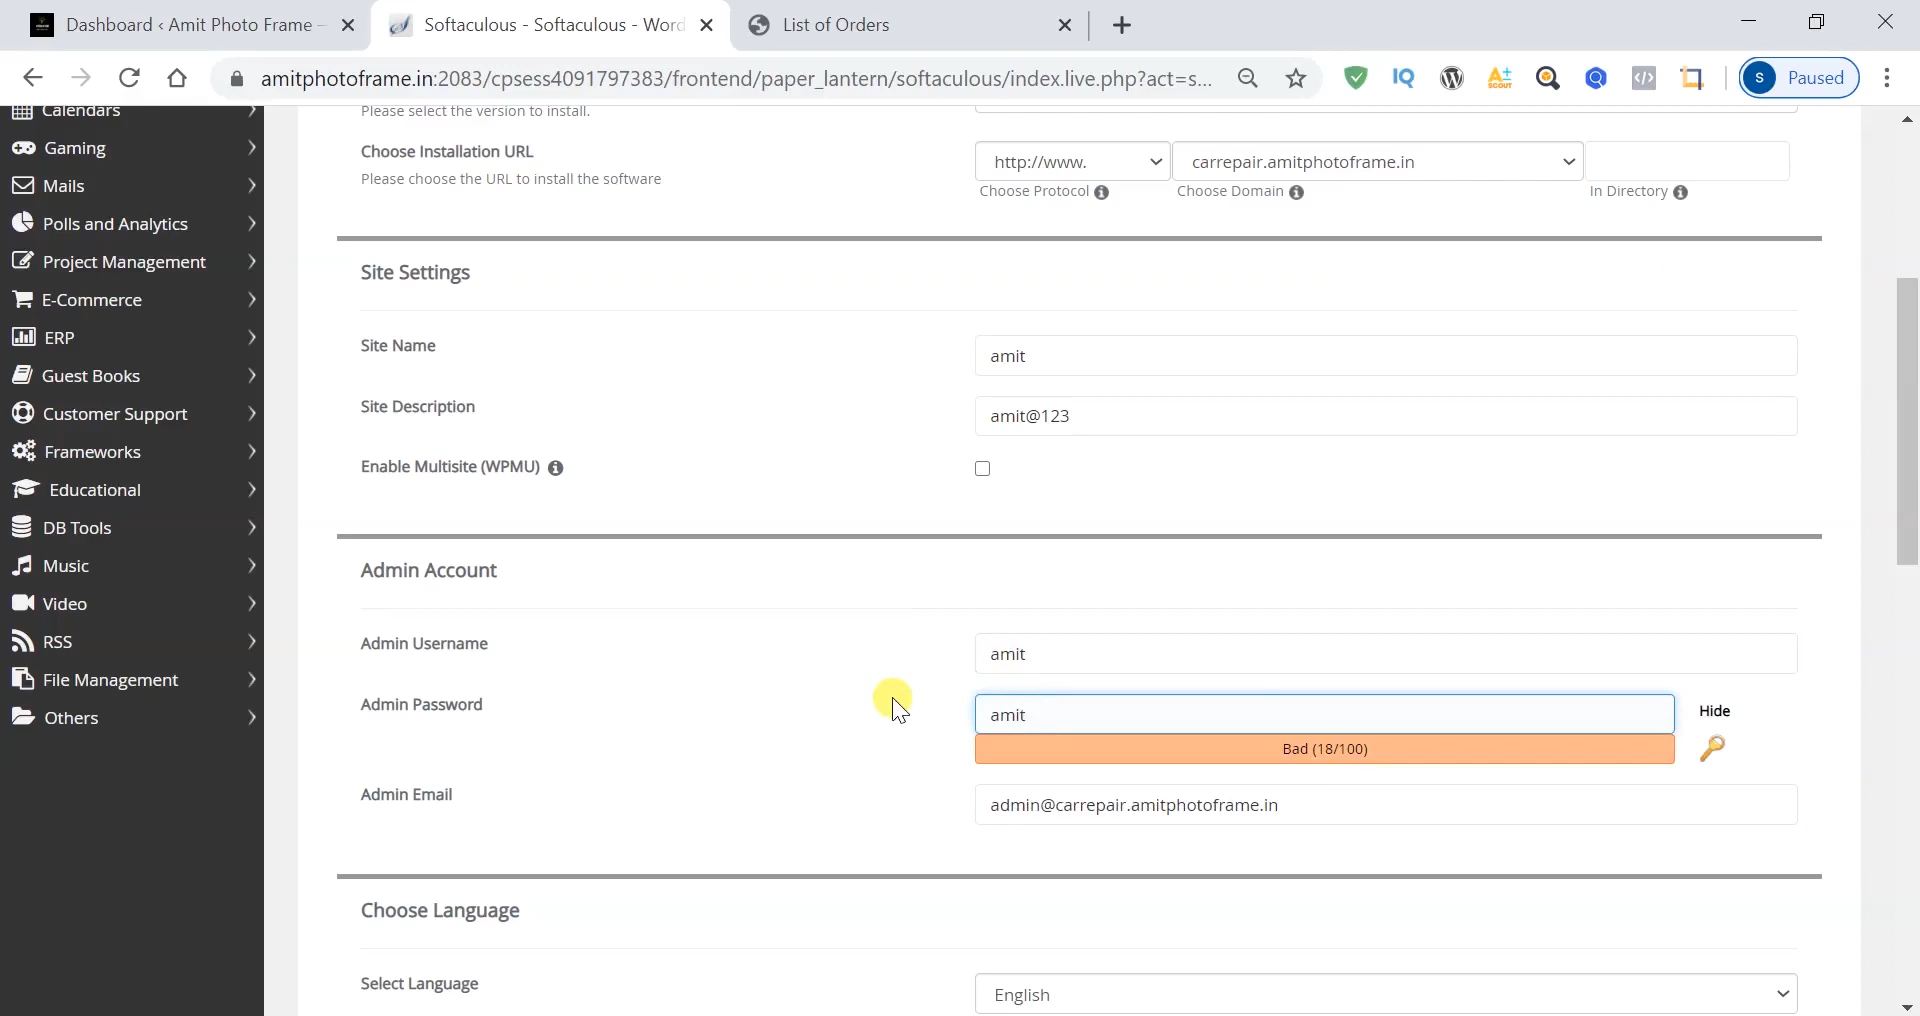 Dashboard ‹ Amit Photo Frame –
Softaculous - Softaculous - Word
List of Orders
amitphotoframe.in:2083/cpsess4091797383/frontend/paper_lantern/softaculous/index.live.php?act=s...
IQ
A±
SCOUT
S
Paused
Calendars
Gaming
Mails
Polls and Analytics
Project Management
E-Commerce
ERP
Guest Books
Customer Support
Frameworks
Educational
DB Tools
Music
Video
RSS
File Management
Others
Please select the version to install.
Choose Installation URL
Please choose the URL to install the software
http://www.
carrepair.amitphotoframe.in
Choose Protocol
Choose Domain
In Directory
Site Settings
Site Name
amit
Site Description
amit@123
Enable Multisite (WPMU)
Admin Account
Admin Username
amit
Admin Password
amit
Hide
Bad (18/100)
Admin Email
admin@carrepair.amitphotoframe.in
Choose Language
Select Language
English